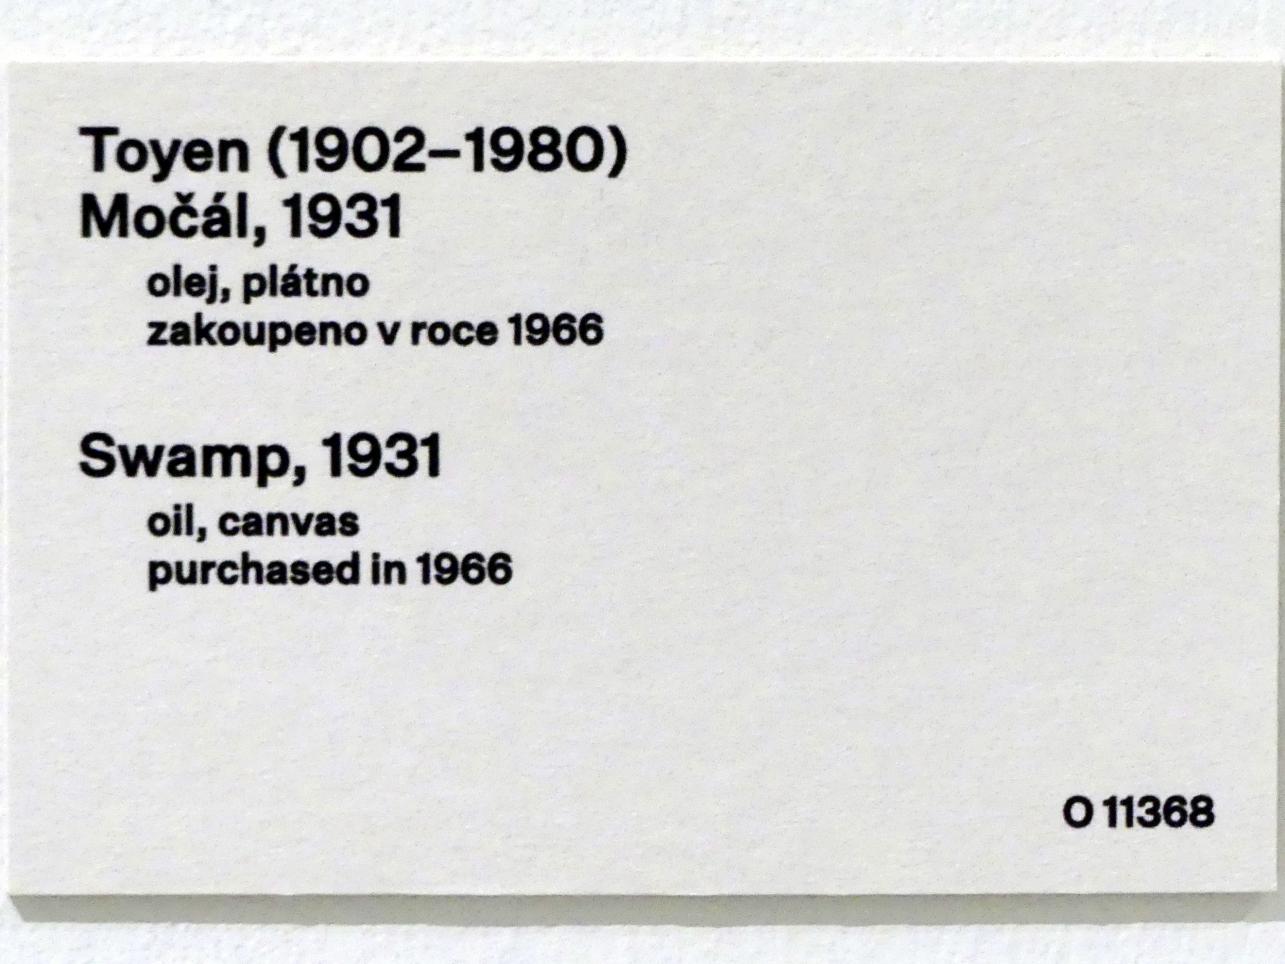 Toyen (1902–1980)
Močál, 1931
olej, plátno
zakoupeno v roce 1966
Swamp, 1931
oil, canvas
purchased in 1966
O 11368